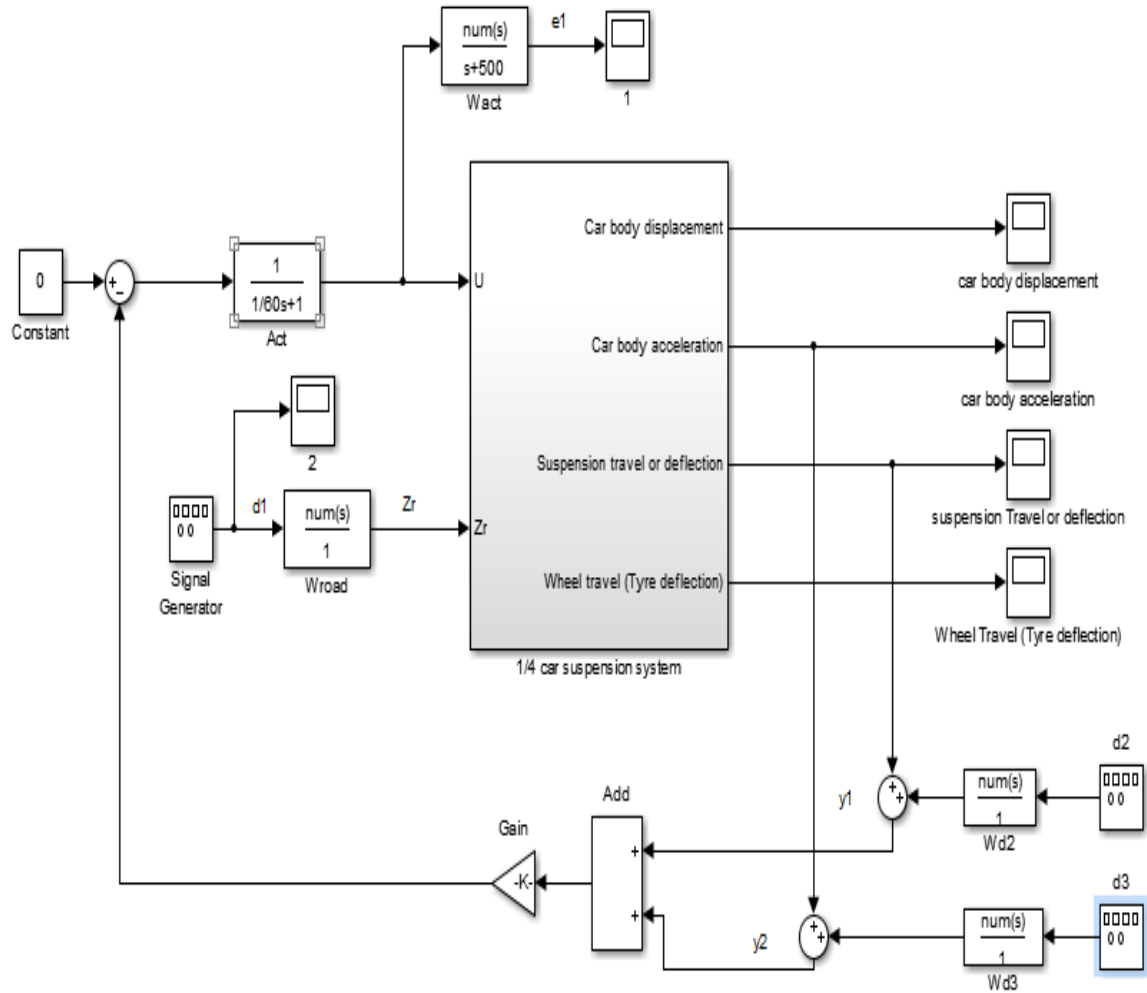 num(s)
s+500
Wact
e1
1
0
Constant
+
-
1
1/60s+1
Act
U
Car body displacement
car body displacement
Car body acceleration
car body acceleration
2
Suspension travel or deflection
suspension Travel or deflection
Signal
Generator
d1
num(s)
1
Wroad
Zr
Zr
Wheel travel (Tyre deflection)
Wheel Travel (Tyre deflection)
1/4 car suspension system
d2
num(s)
1
Wd2
+
+
y1
Add
+
+
Gain
-K-
d3
num(s)
1
Wd3
+
+
y2